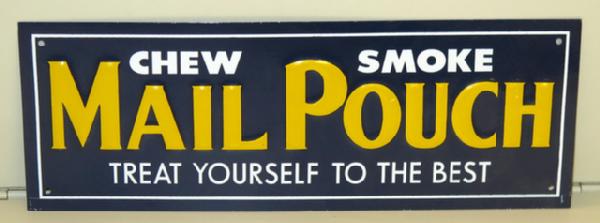 CHEW SMOKE
MAIL POUCH
TREAT YOURSELF TO THE BEST